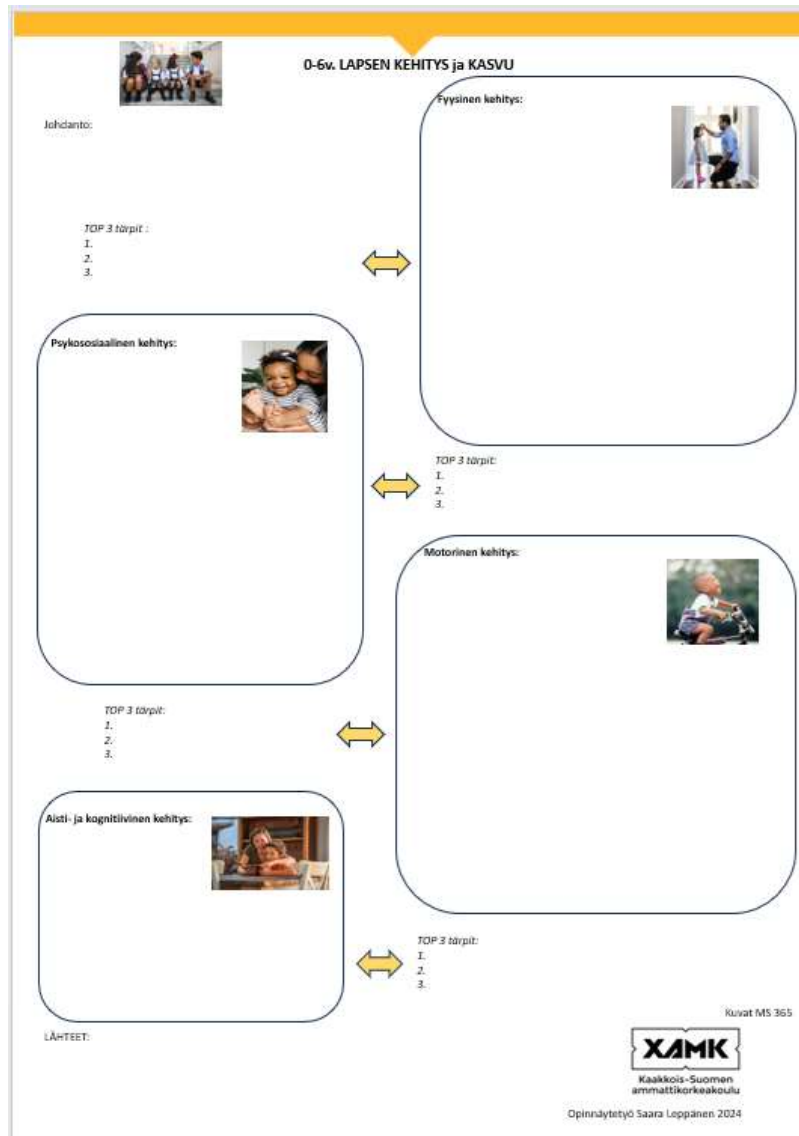 0-6v. LAPSEN KEHITYS ja KASVU
Johdanto:
Fyysinen kehitys:
TOP 3 tärpit :
1.
2.
3.
Psykososiaalinen kehitys:
TOP 3 tärpit:
1.
2.
3.
Motorinen kehitys:
TOP 3 tärpit:
1.
2.
3.
Aisti- ja kognitiivinen kehitys:
TOP 3 tärpit:
1.
2.
3.
LÄHTEET:
Kuvat MS 365
XAMK
Kaakkois-Suomen
ammattikorkeakoulu
Opinnäytetyö Saara Leppänen 2024